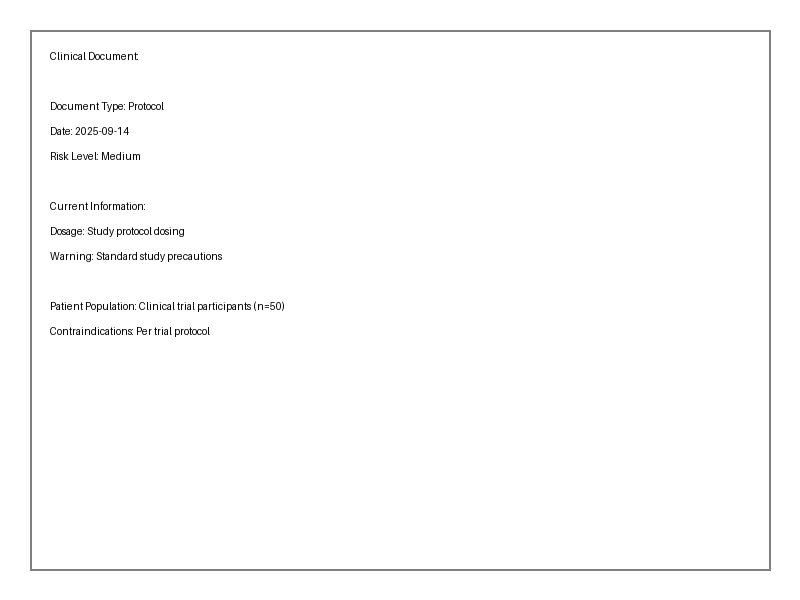 Clinical Document
Document Type: Protocol
Date: 2025-09-14
Risk Level: Medium
Current Information:
Dosage: Study protocol dosing
Warning: Standard study precautions
Patient Population: Clinical trial participants (n=50)
Contraindications: Per trial protocol